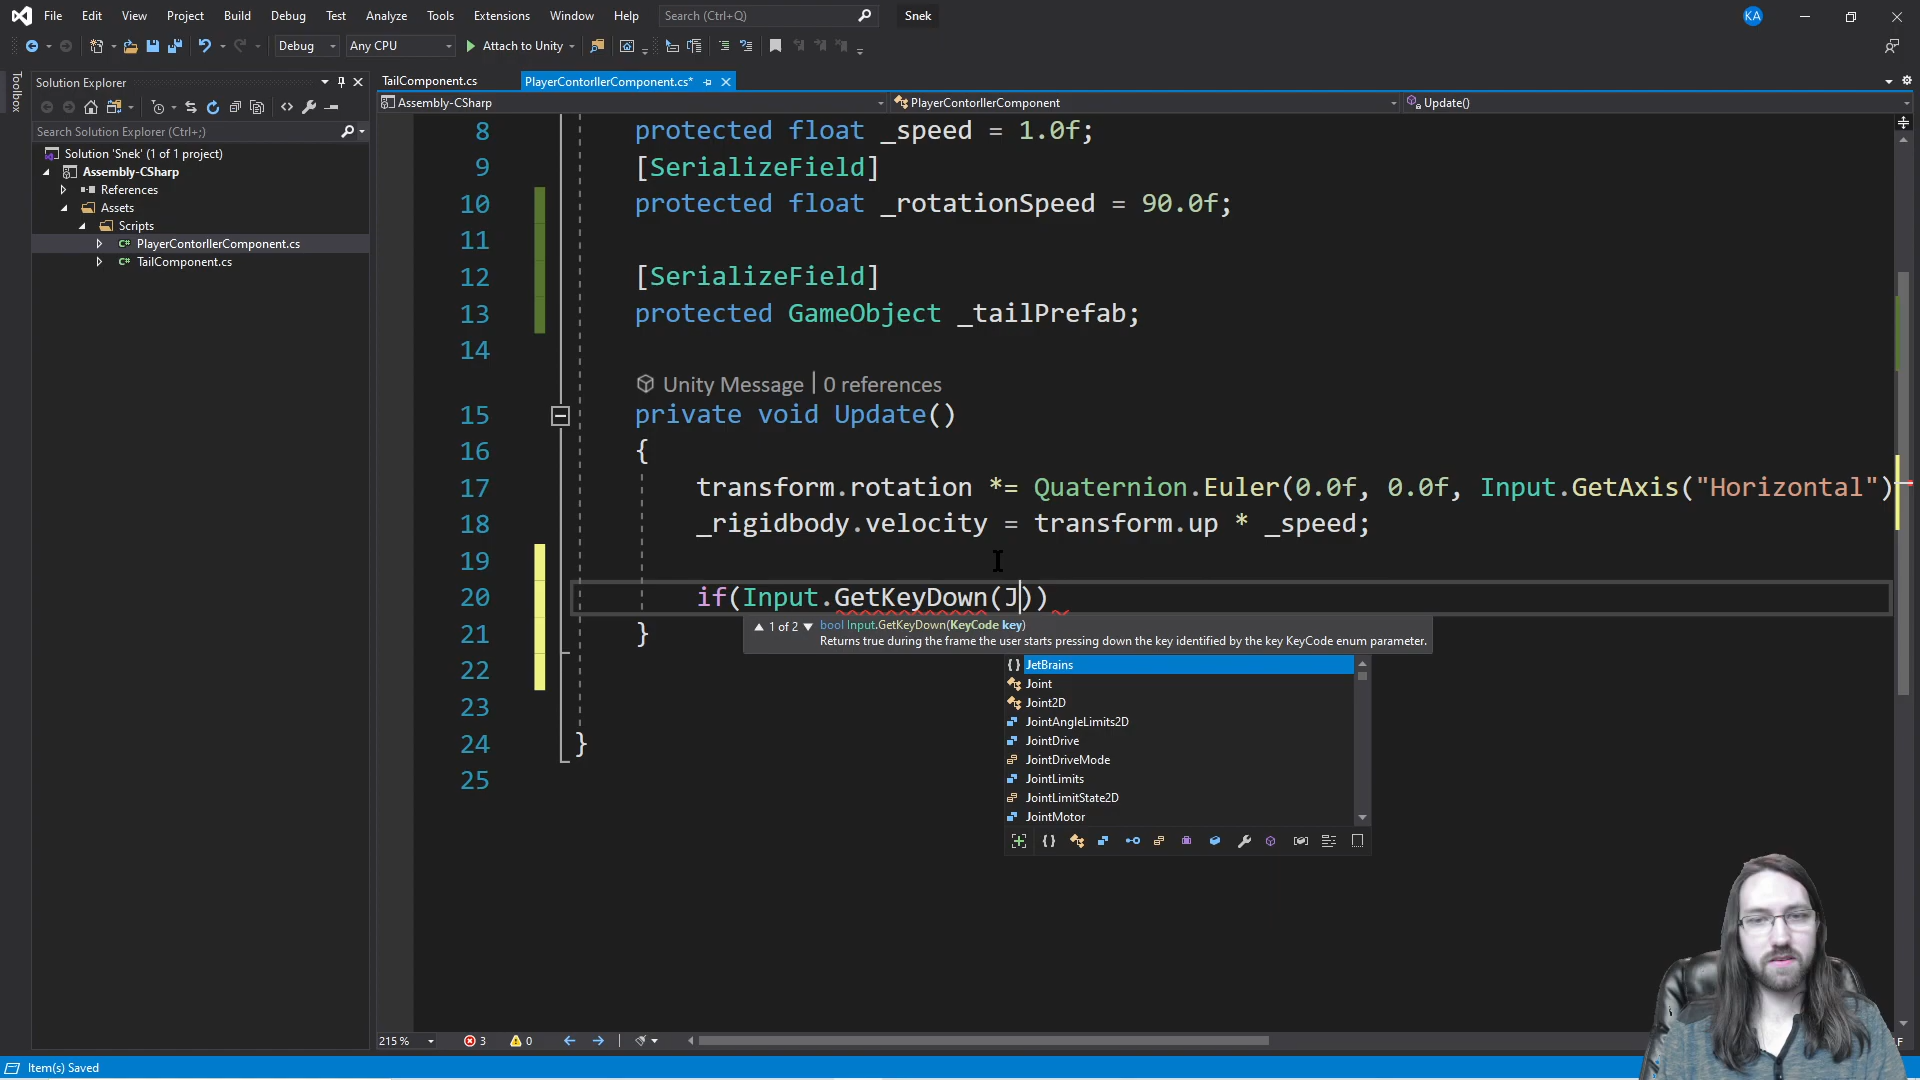 File Edit View Project Build Debug Test Analyze Tools Extensions Window Help Search (Ctrl+Q) Snek KA
Debug Any CPU Attach to Unity
Toolbox
Solution Explorer
Search Solution Explorer (Ctrl+;)
Solution 'Snek' (1 of 1 project)
Assembly-CSharp
References
Assets
Scripts
C# PlayerContorllerComponent.cs
C# TailComponent.cs
TailComponent.cs PlayerContorllerComponent.cs*
Assembly-CSharp PlayerContorllerComponent Update()
8 protected float _speed = 1.0f;
9 [SerializeField]
10 protected float _rotationSpeed = 90.0f;
11
12 [SerializeField]
13 protected GameObject _tailPrefab;
14
Unity Message | 0 references
15 private void Update()
16 {
17 transform.rotation *= Quaternion.Euler(0.0f, 0.0f, Input.GetAxis("Horizontal")
18 _rigidbody.velocity = transform.up * _speed;
19
20 if(Input.GetKeyDown(J))
21 }
22
23
24 }
25
1 of 2 bool Input.GetKeyDown(KeyCode key)
Returns true during the frame the user starts pressing down the key identified by the key KeyCode enum parameter.
{} JetBrains
Joint
Joint2D
JointAngleLimits2D
JointDrive
JointDriveMode
JointLimits
JointLimitState2D
JointMotor
215 % 3 0
Item(s) Saved